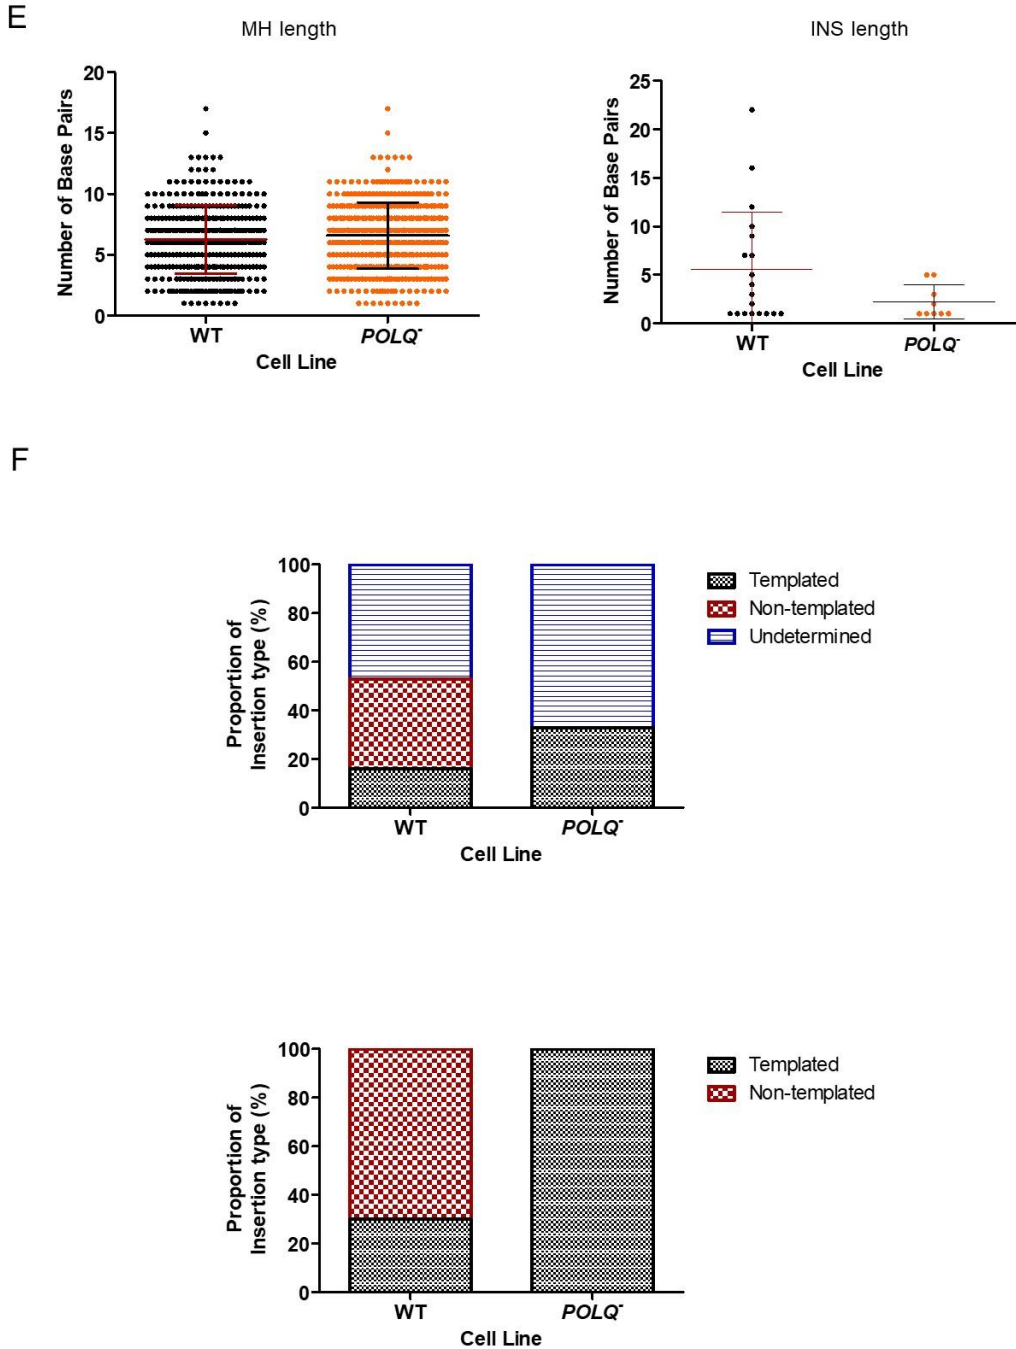 E
MH length
Number of Base Pairs
20
15
10
5
0
WT
POLQ-
Cell Line
INS length
Number of Base Pairs
25
20
15
10
5
0
WT
POLQ-
Cell Line
F
Proportion of
Insertion type (%)
100
80
60
40
20
0
WT
POLQ-
Cell Line
Templated
Non-templated
Undetermined
Proportion of
Insertion type (%)
100
80
60
40
20
0
WT
POLQ-
Cell Line
Templated
Non-templated